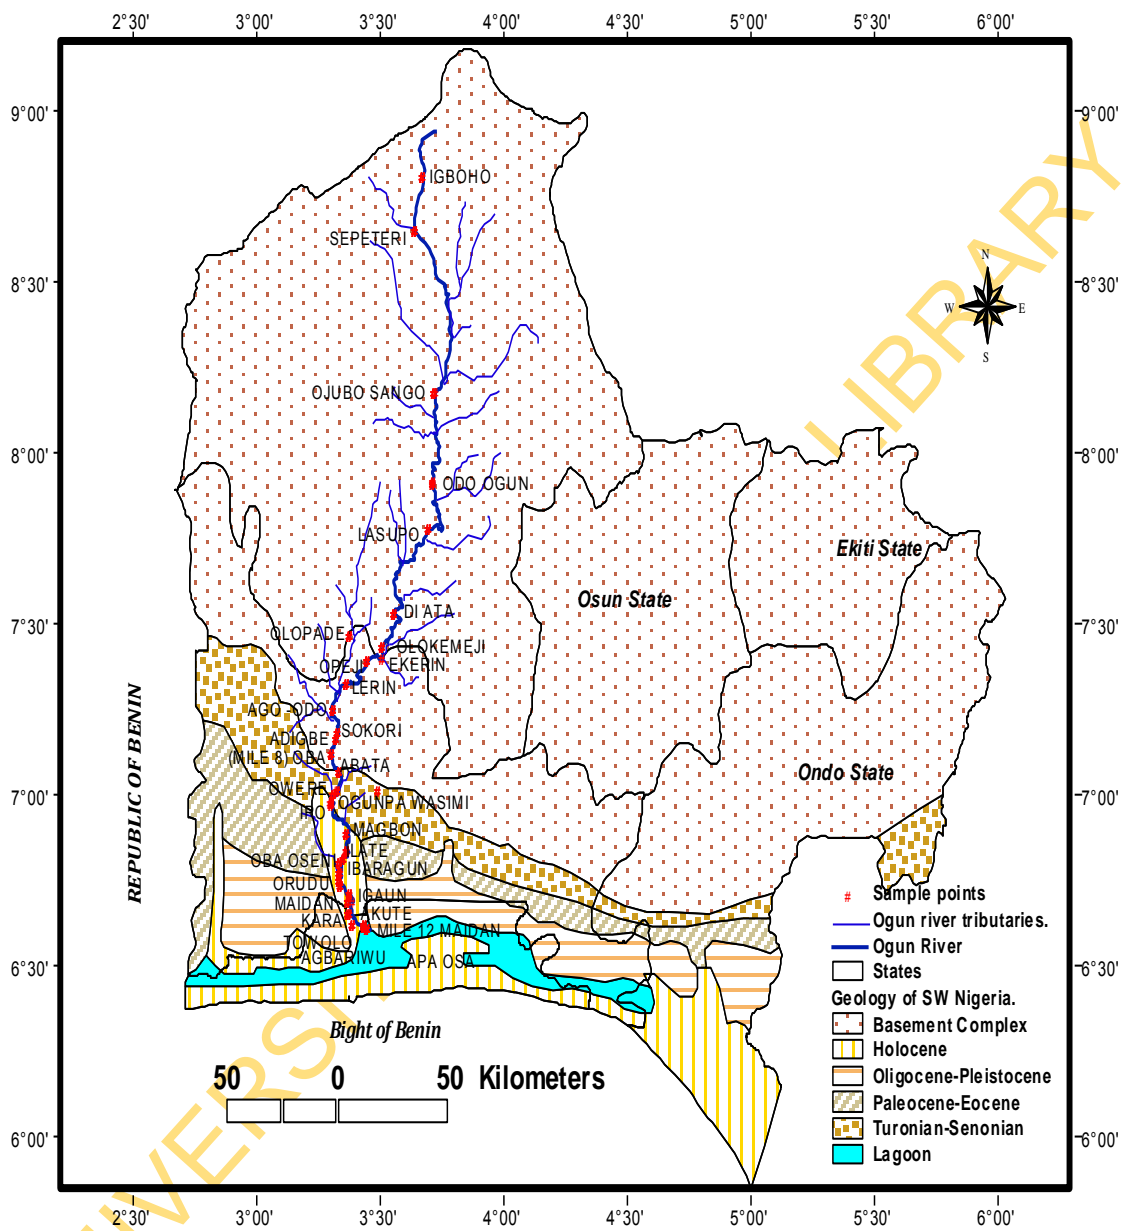 2°30' 3°00' 3°30' 4°00' 4°30' 5°00' 5°30' 6°00'
9°00' 9°00'
IGBOHO
SEPETERI
N
8°30' 8°30'
W E
S
LIBRARY
OJUBO SANGO
8°00' 8°00'
ODO OGUN
LASUPO
Ekiti State
Osun State
DI ATA
7°30' 7°30'
OLOPADE
OLOKEMEJI
OPEJI EKERIN
LERIN
AGO ODO
SOKORI
ADIGBE
(MILE 8) OBA
ABATA
REPUBLIC OF BENIN
Ondo State
7°00' 7°00'
OWERE
OGUNPA WASIMI
IRO
MAGBON
LATE
OBA OSENI
IBARAGUN
ORUDU
IGAUN
MAIDAN
AKUTE
KARA
MILE 12 MAIDAN
TOWOLO
AGBARIWU
APA OSA
6°30' 6°30'
Bight of Benin
50 0 50 Kilometers
Sample points
Ogun river tributaries.
Ogun River
States
Geology of SW Nigeria.
Basement Complex
Holocene
Oligocene-Pleistocene
Paleocene-Eocene
Turonian-Senonian
Lagoon
6°00' 6°00'
2°30' 3°00' 3°30' 4°00' 4°30' 5°00' 5°30' 6°00'